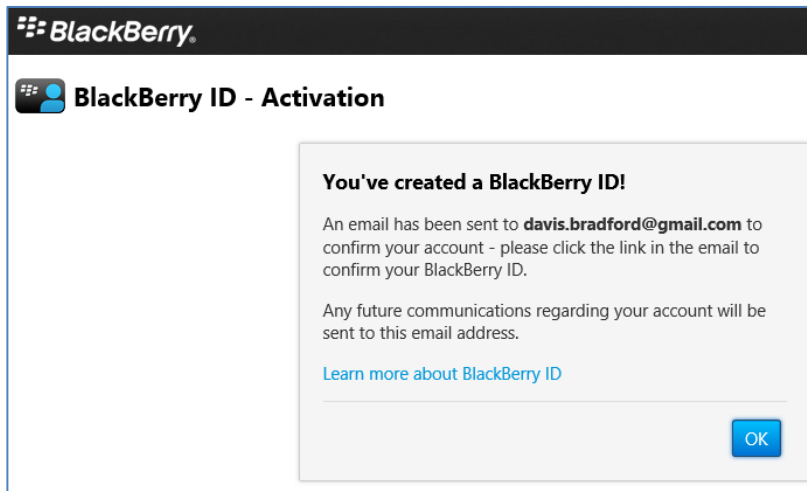 BlackBerry.
BlackBerry ID - Activation
You've created a BlackBerry ID!
An email has been sent to davis.bradford@gmail.com to
confirm your account - please click the link in the email to
confirm your BlackBerry ID.
Any future communications regarding your account will be
sent to this email address.
Learn more about BlackBerry ID
OK